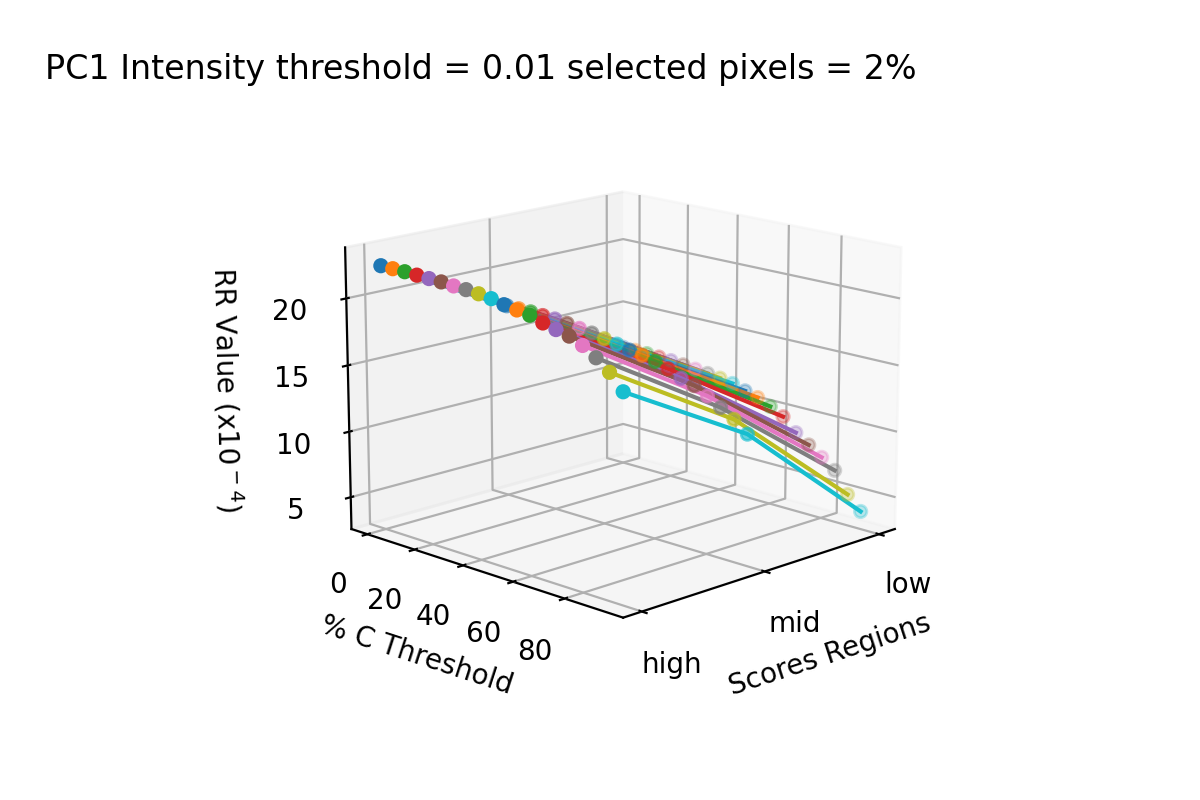 PC1 Intensity threshold = 0.01 selected pixels = 2%
RR Value (x10⁻⁴)
20
15
10
5
0
20
40
60
80
% C Threshold
high
mid
low
Scores Regions